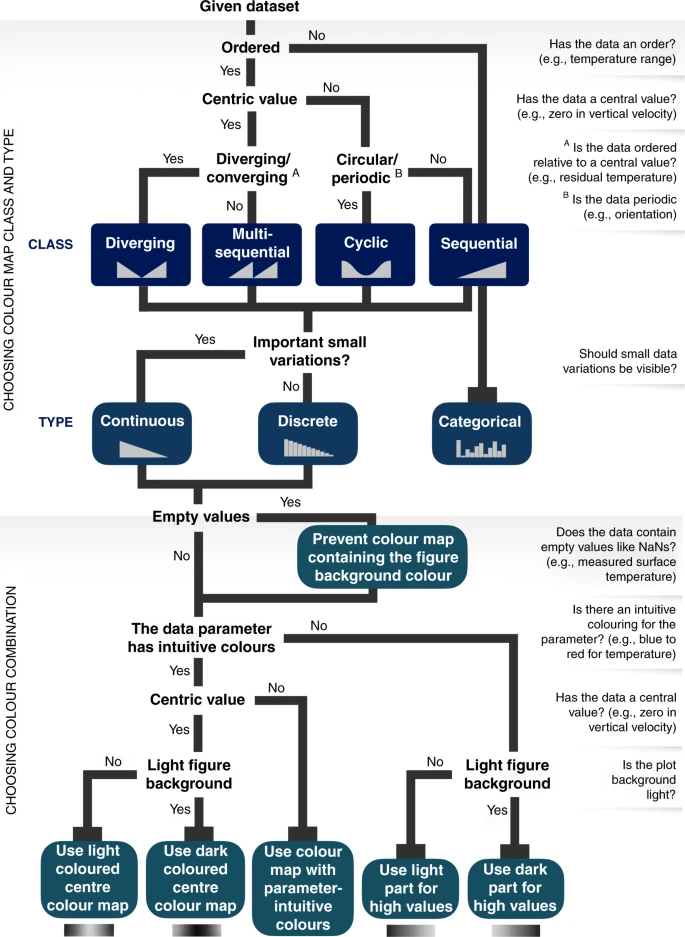 Given dataset
No
Ordered
Has the data an order?
(e.g., temperature range)
Yes
No
Centric value
Has the data a central value?
(e.g., zero in vertical velocity)
Yes
Yes
Diverging/
converging A
Circular/
periodic B
No
A Is the data ordered
relative to a central value?
(e.g., residual temperature)
No
Yes
B Is the data periodic
(e.g., orientation)
CHOOSING COLOUR MAP CLASS AND TYPE
CLASS
Diverging
Multi-
sequential
Cyclic
Sequential
Yes
Important small
variations?
Should small data
variations be visible?
No
TYPE
Continuous
Discrete
Categorical
Yes
Empty values
No
Prevent colour map
containing the figure
background colour
Does the data contain
empty values like NaNs?
(e.g., measured surface
temperature)
CHOOSING COLOUR COMBINATION
The data parameter
has intuitive colours
No
Is there an intuitive
colouring for the
parameter? (e.g., blue to
red for temperature)
Yes
Centric value
No
Has the data a central
value? (e.g., zero in
vertical velocity)
Yes
No
Light figure
background
No
Light figure
background
Is the plot
background
light?
Yes
Yes
Use light
coloured
centre
colour map
Use dark
coloured
centre
colour map
Use colour
map with
parameter-
intuitive
colours
Use light
part for
high values
Use dark
part for
high values